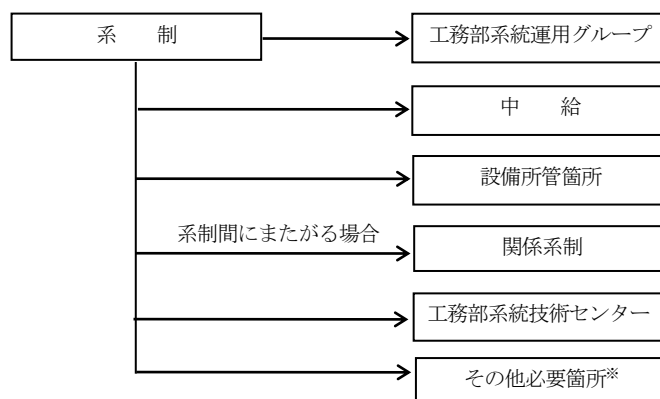 系　　制
工務部系統運用グループ
中　　給
設備所管箇所
系制間にまたがる場合
関係系制
工務部系統技術センター
その他必要箇所※